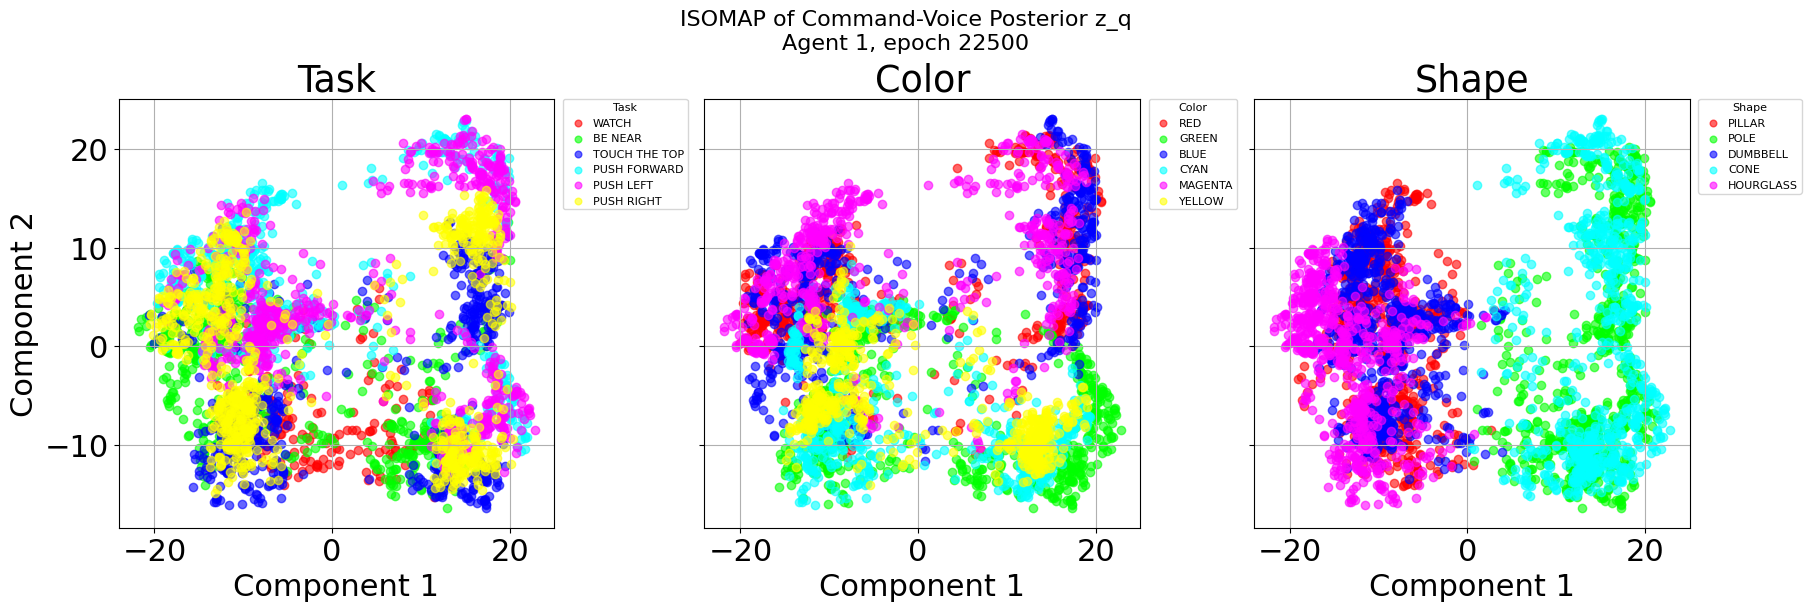 ISOMAP of Command-Voice Posterior z_q
Agent 1, epoch 22500
Task
Color
Shape
Task
WATCH
BE NEAR
TOUCH THE TOP
PUSH FORWARD
PUSH LEFT
PUSH RIGHT
Color
RED
GREEN
BLUE
CYAN
MAGENTA
YELLOW
Shape
PILLAR
POLE
DUMBBELL
CONE
HOURGLASS
Component 2
20
10
0
−10
−20 0 20
−20 0 20
−20 0 20
Component 1
Component 1
Component 1